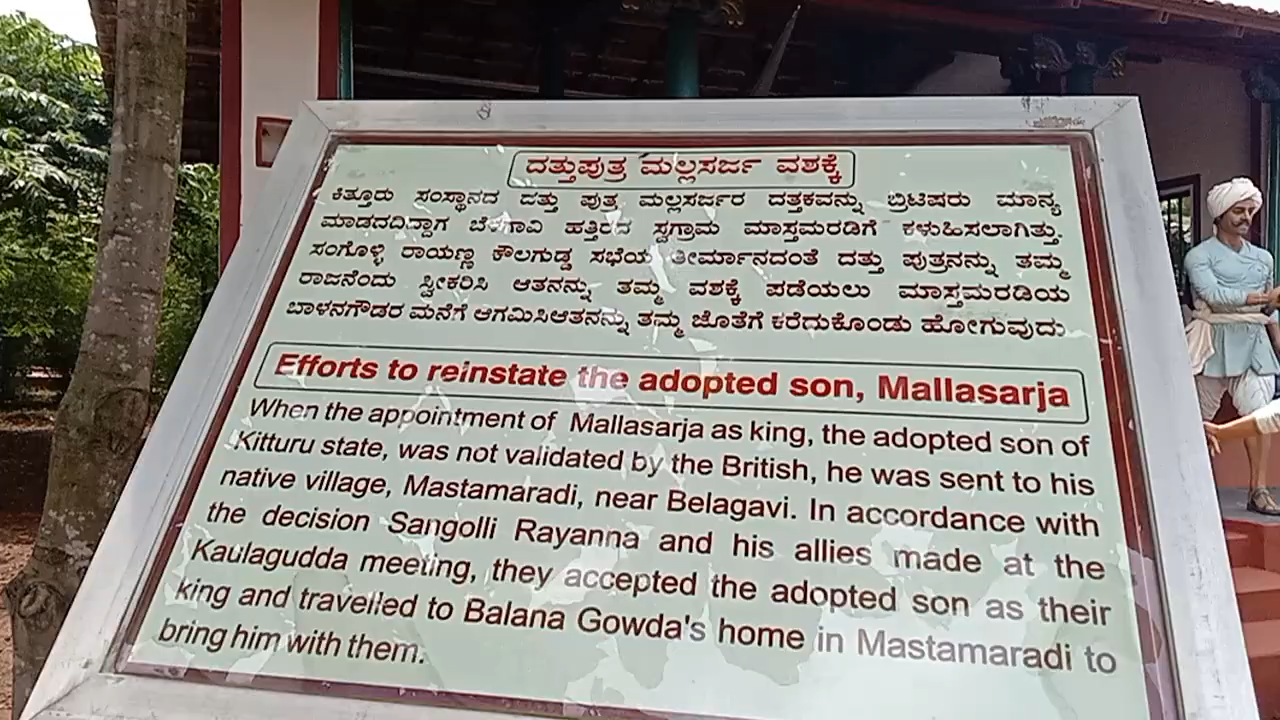 ದತ್ತುಪುತ್ರ ಮಲ್ಲಸರ್ಜ ವಶಕ್ಕೆ
ಕಿತ್ತೂರು ಸಂಸ್ಥಾನದ ದತ್ತು ಪುತ್ರ ಮಲ್ಲಸರ್ಜರ ದತ್ತಕವನ್ನು ಬ್ರಿಟಿಷರು ಮಾನ್ಯ
ಮಾಡದದಿದ್ದಾಗ ಬೆಳಗಾವಿ ಹತ್ತಿರದ ಸ್ವಗ್ರಾಮ ಮಾಸ್ತಮರಡಿಗೆ ಕಳುಹಿಸಲಾಗಿತ್ತು.
ಸಂಗೊಳ್ಳಿ ರಾಯಣ್ಣ ಕೌಲಗುಡ್ಡ ಸಭೆಯ ತೀರ್ಮಾನದಂತೆ ದತ್ತು ಪುತ್ರನನ್ನು ತಮ್ಮ
ರಾಜನೆಂದು ಸ್ವೀಕರಿಸಿ ಆತನನ್ನು ತಮ್ಮ ವಶಕ್ಕೆ ಪಡೆಯಲು ಮಾಸ್ತಮರಡಿಯ
ಬಾಳನಗೌಡರ ಮನೆಗೆ ಆಗಮಿಸಿಆತನನ್ನು ತಮ್ಮ ಜೊತೆಗೆ ಕರೆದುಕೊಂಡು ಹೋಗುವುದು
Efforts to reinstate the adopted son, Mallasarja
When the appointment of Mallasarja as king, the adopted son of
Kitturu state, was not validated by the British, he was sent to his
native village, Mastamaradi, near Belagavi. In accordance with
the decision Sangolli Rayanna and his allies made at the
Kaulagudda meeting, they accepted the adopted son as their
king and travelled to Balana Gowda's home in Mastamaradi to
bring him with them.